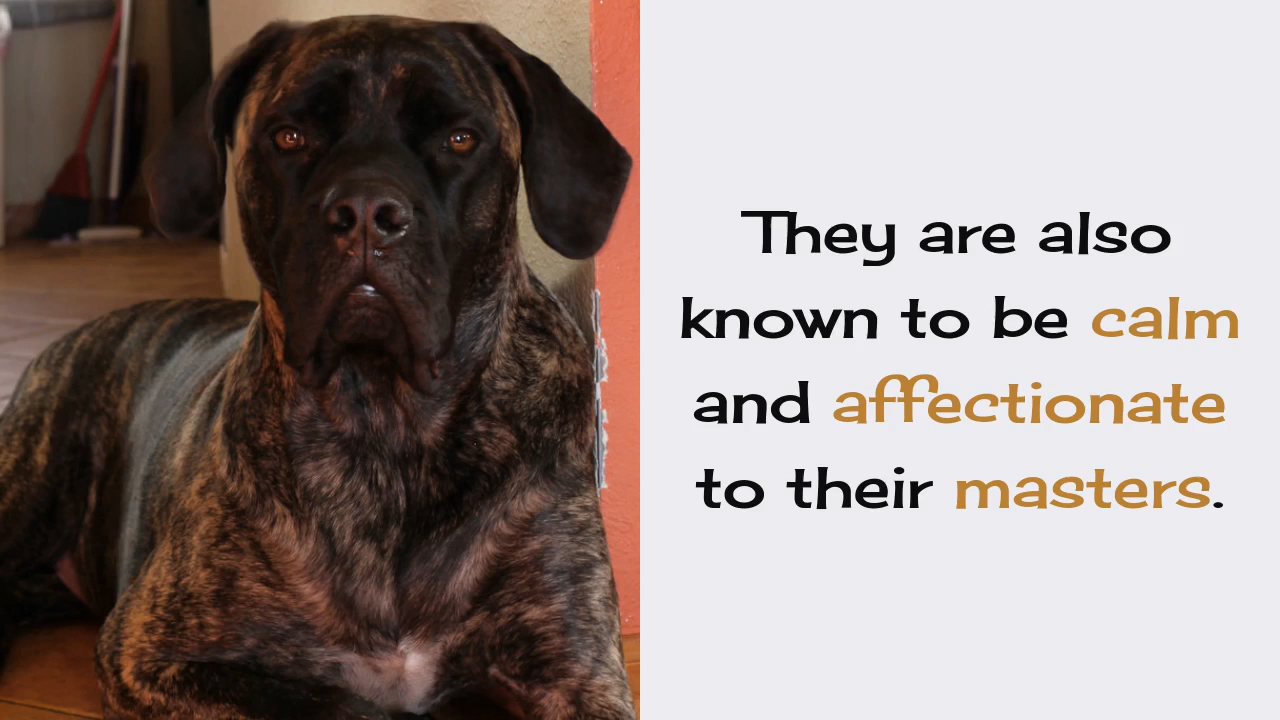 They are also
known to be calm
and affectionate
to their masters.